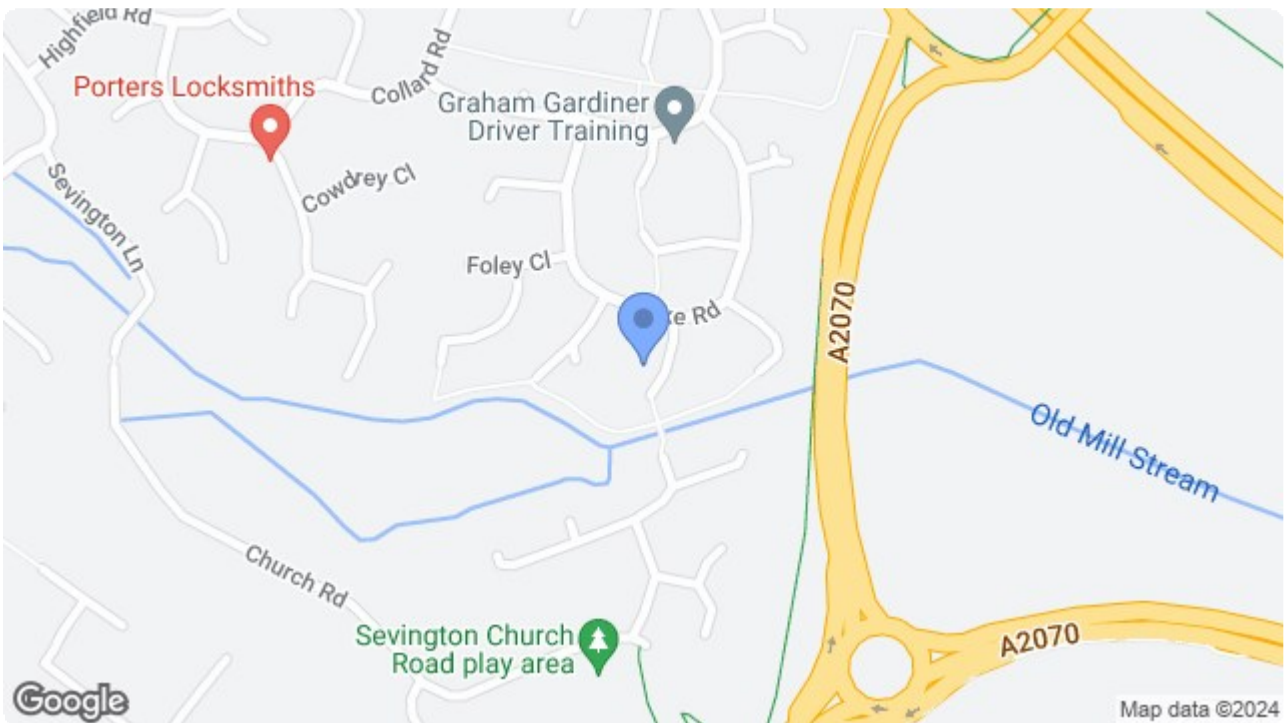 Highfield Rd
Collard Rd
Porters Locksmiths
Graham Gardiner
Driver Training
Cowdrey Cl
Sevington Ln
Foley Cl
Rd
A2070
Old Mill Stream
Church Rd
Sevington Church
Road play area
A2070
Google
Map data ©2024